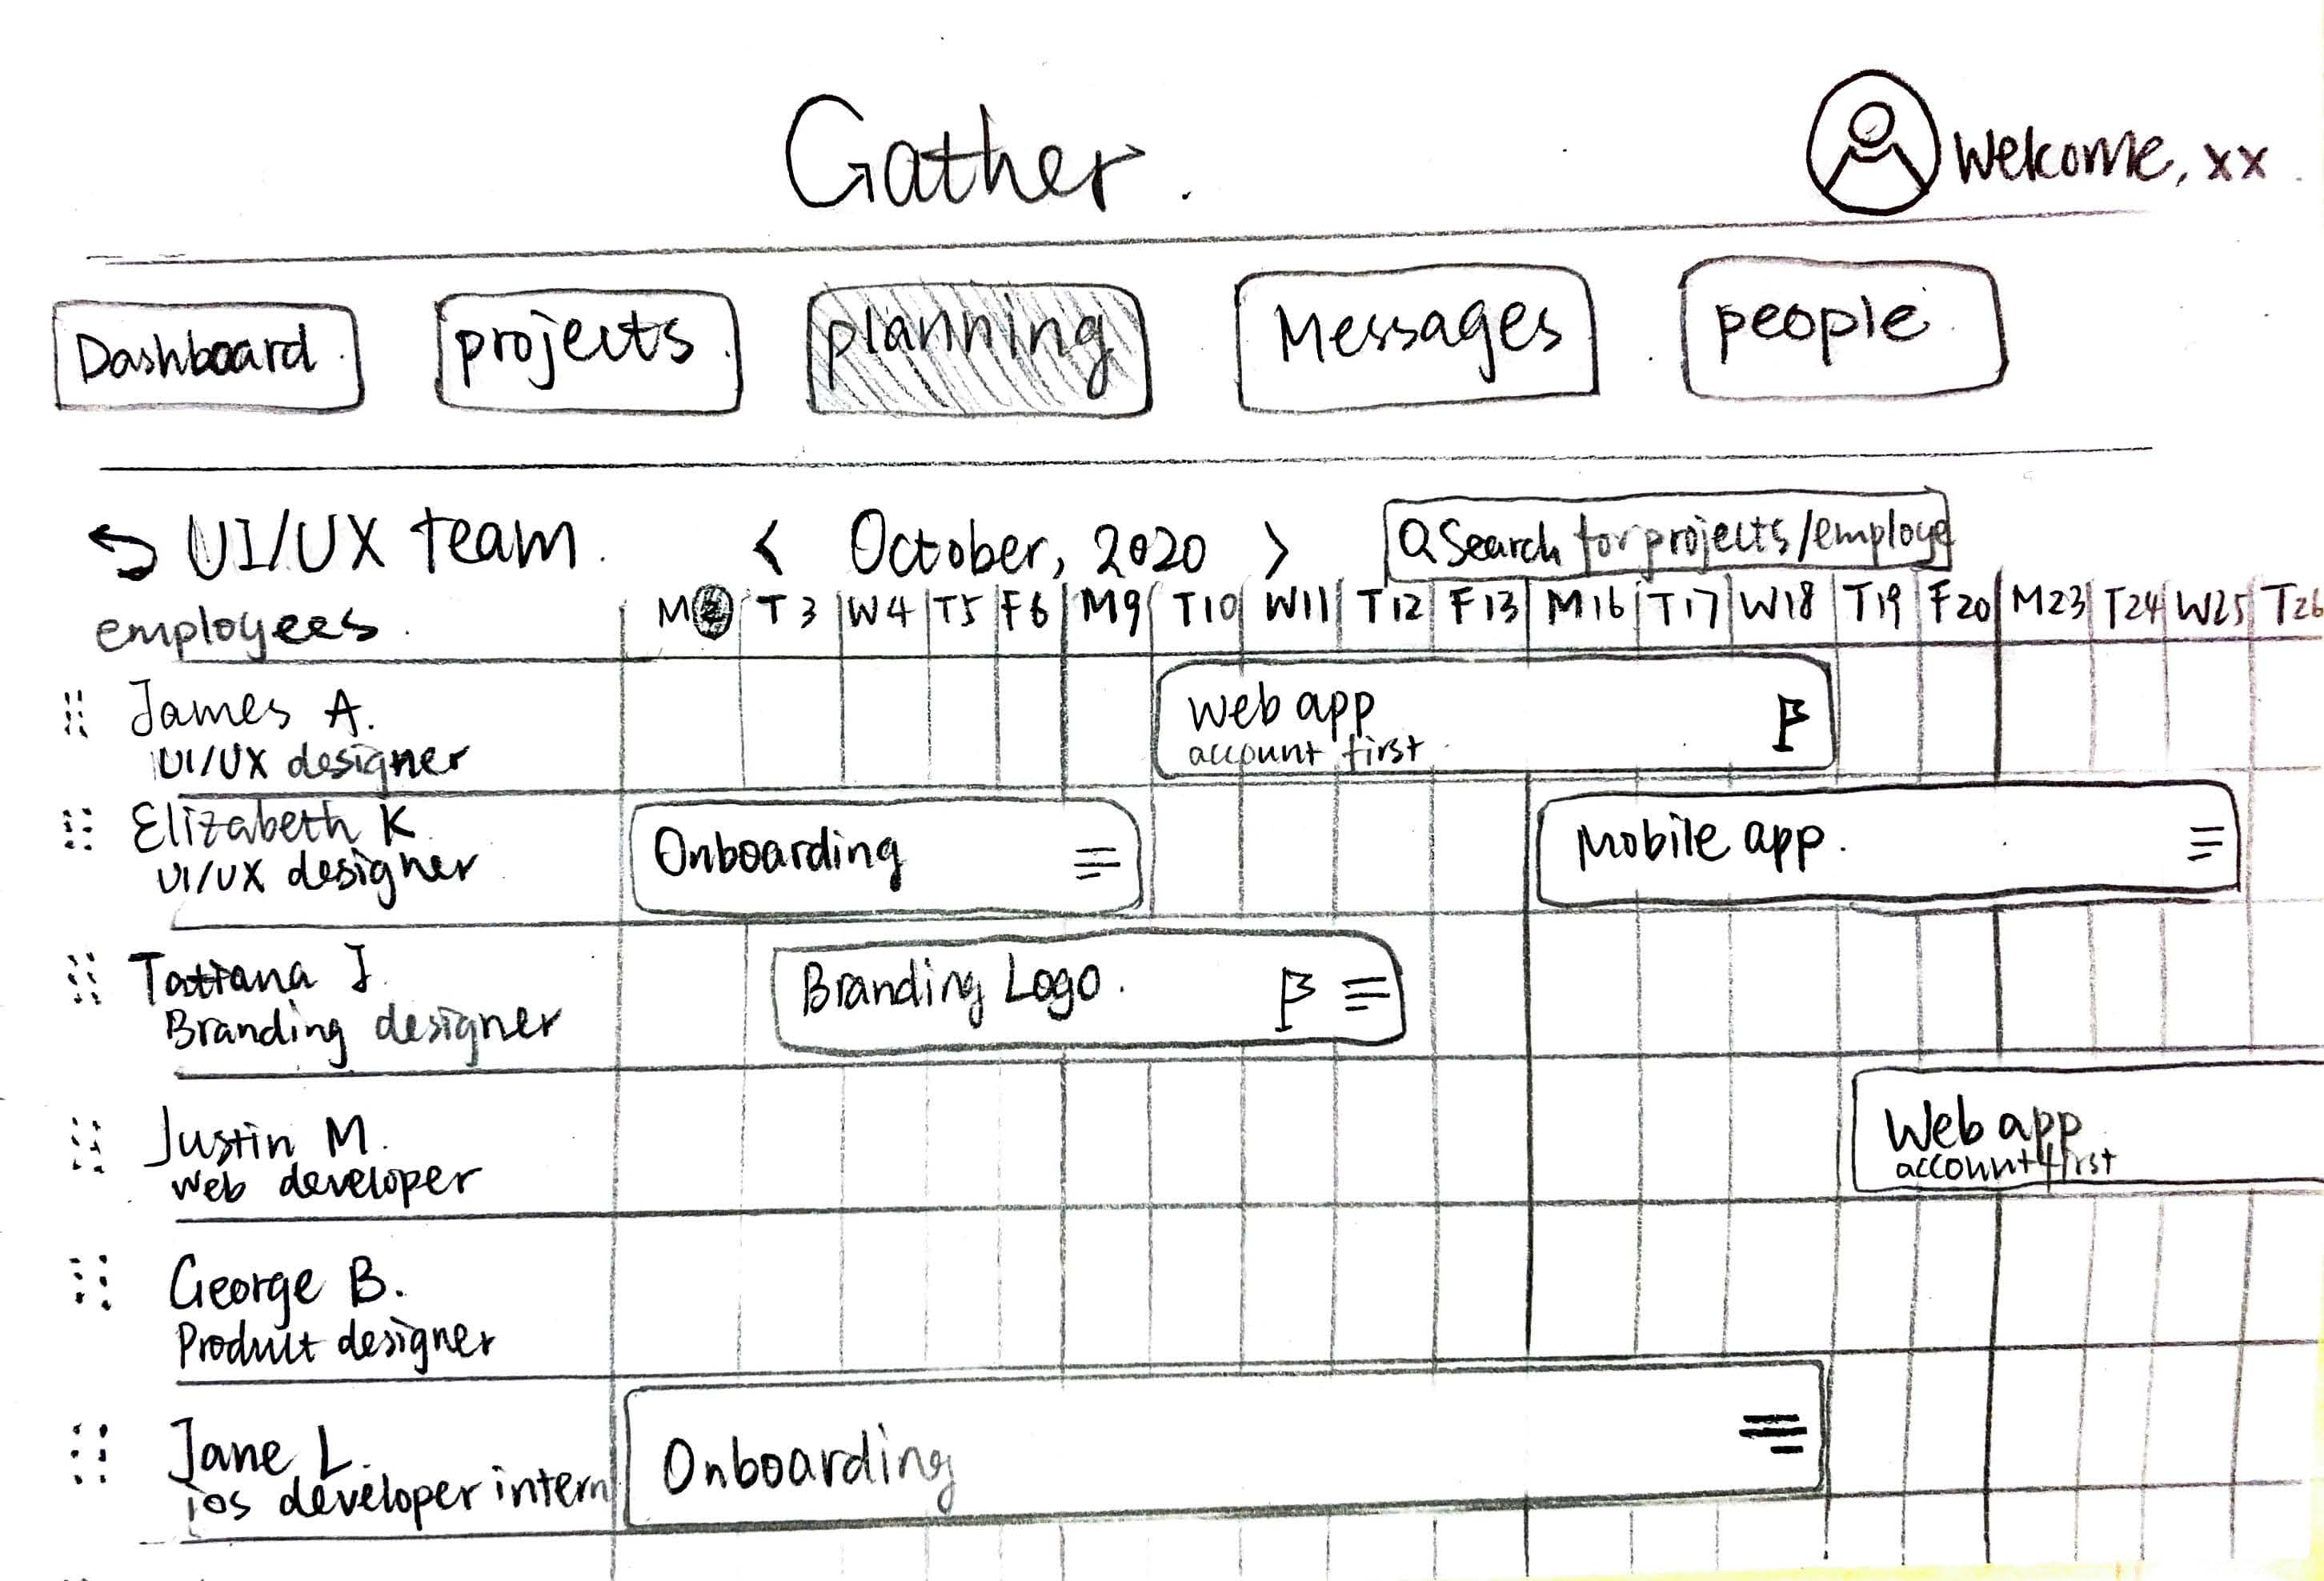 Gather.
Welcome, xx
Dashboard projects planning Messages people
UI/UX team. < October, 2020 > Search for projects/employe
employees M2 T3 W4 T5 F6 M9 T10 W11 T12 F13 M16 T17 W18 T19 F20 M23 T24 W25 T26
James A.
UI/UX designer
Web app
account first
Elizabeth K
UI/UX designer
Onboarding
Mobile app.
Tatiana J.
Branding designer
Branding Logo.
Justin M.
Web developer
Web app
account first
George B.
Product designer
Jane L.
ios developer intern
Onboarding